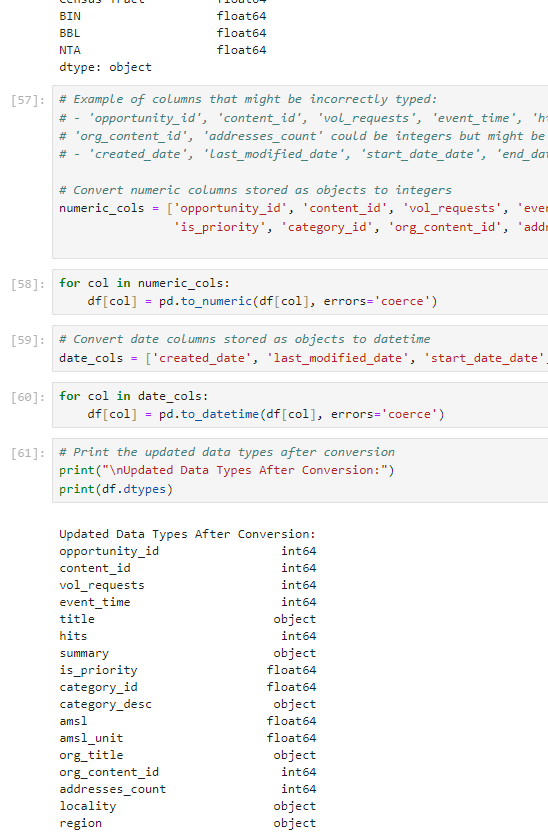 Census Tract float64
BIN float64
BBL float64
NTA float64
dtype: object
[57]: # Example of columns that might be incorrectly typed:
# - 'opportunity_id', 'content_id', 'vol_requests', 'event_time',
# 'org_content_id', 'addresses_count' could be integers but might be
# - 'created_date', 'last_modified_date', 'start_date_date',
# Convert numeric columns stored as objects to integers
numeric_cols = ['opportunity_id', 'content_id', 'vol_requests',
'is_priority', 'category_id', 'org_content_id',
[58]: for col in numeric_cols:
df[col] = pd.to_numeric(df[col], errors='coerce')
[59]: # Convert date columns stored as objects to datetime
date_cols = ['created_date', 'last_modified_date', 'start_date_date',
[60]: for col in date_cols:
df[col] = pd.to_datetime(df[col], errors='coerce')
[61]: # Print the updated data types after conversion
print("\nUpdated Data Types After Conversion:")
print(df.dtypes)
Updated Data Types After Conversion:
opportunity_id int64
content_id int64
vol_requests int64
event_time int64
title object
hits int64
summary object
is_priority float64
category_id float64
category_desc object
amsl float64
amsl_unit float64
org_title object
org_content_id int64
addresses_count int64
locality object
region object